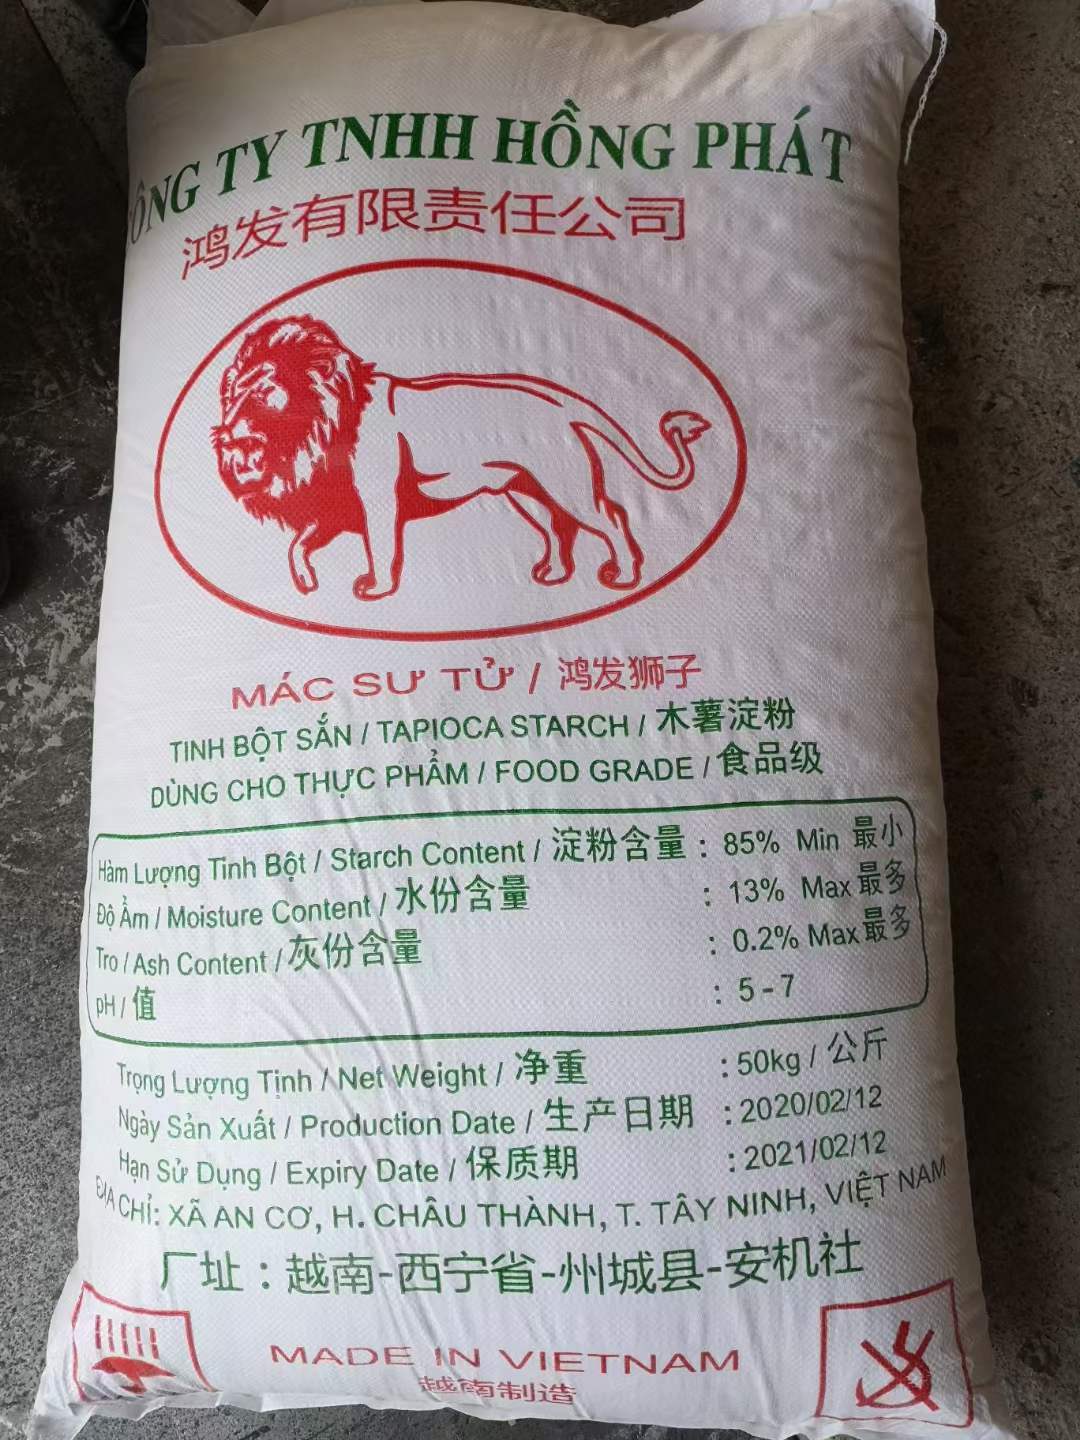 CÔNG TY TNHH HỒNG PHÁT
鸿发有限责任公司
MÁC SƯ TỬ / 鸿发狮子
TINH BỘT SẮN / TAPIOCA STARCH / 木薯淀粉
DÙNG CHO THỰC PHẨM / FOOD GRADE / 食品级
Hàm Lượng Tinh Bột / Starch Content / 淀粉含量 : 85% Min 最小
Độ Ẩm / Moisture Content / 水份含量 : 13% Max 最多
Tro / Ash Content / 灰份含量 : 0.2% Max 最多
pH / 值 : 5 - 7
Trọng Lượng Tịnh / Net Weight / 净重 : 50kg / 公斤
Ngày Sản Xuất / Production Date / 生产日期 : 2020/02/12
Hạn Sử Dụng / Expiry Date / 保质期 : 2021/02/12
ĐỊA CHỈ: XÃ AN CƠ, H. CHÂU THÀNH, T. TÂY NINH, VIỆT NAM
厂址：越南-西宁省-州城县-安机社
MADE IN VIETNAM
越南制造